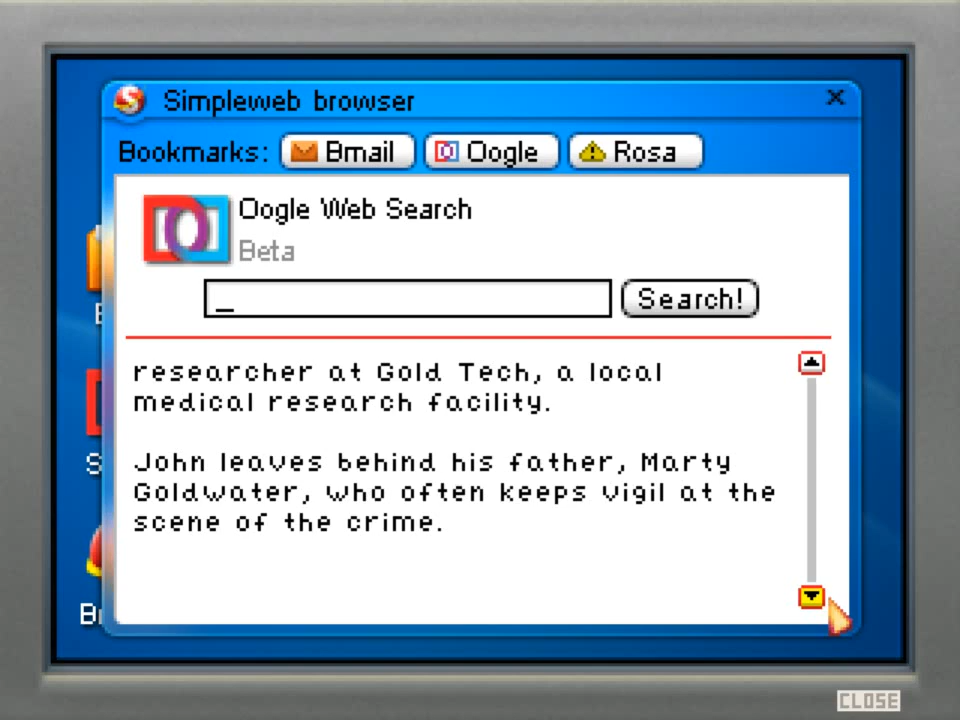 Simpleweb browser
Bookmarks: Bmail Oogle Rosa
Oogle Web Search
Beta
_ Search!
researcher at Gold Tech, a local
medical research facility.
John leaves behind his father, Marty
Goldwater, who often keeps vigil at the
scene of the crime.
CLOSE